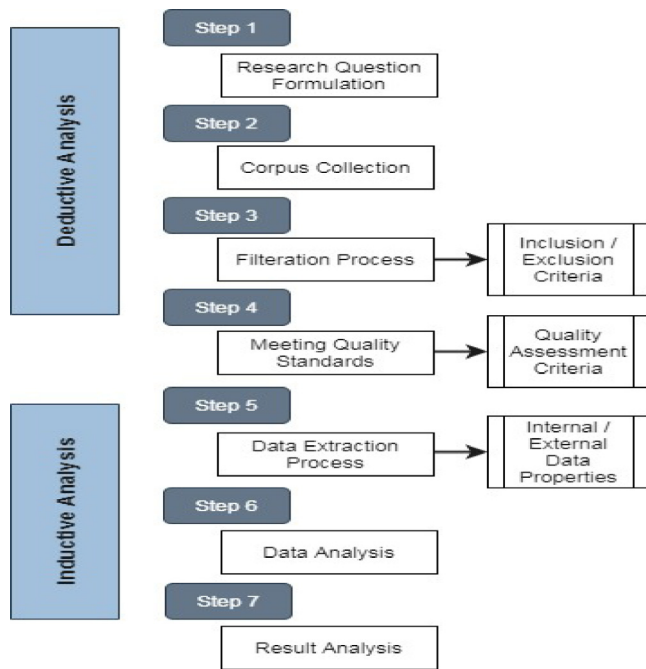 Deductive Analysis
Step 1
Research Question
Formulation
Step 2
Corpus Collection
Step 3
Filteration Process
Inclusion /
Exclusion
Criteria
Step 4
Meeting Quality
Standards
Quality
Assessment
Criteria
Inductive Analysis
Step 5
Data Extraction
Process
Internal /
External
Data
Properties
Step 6
Data Analysis
Step 7
Result Analysis